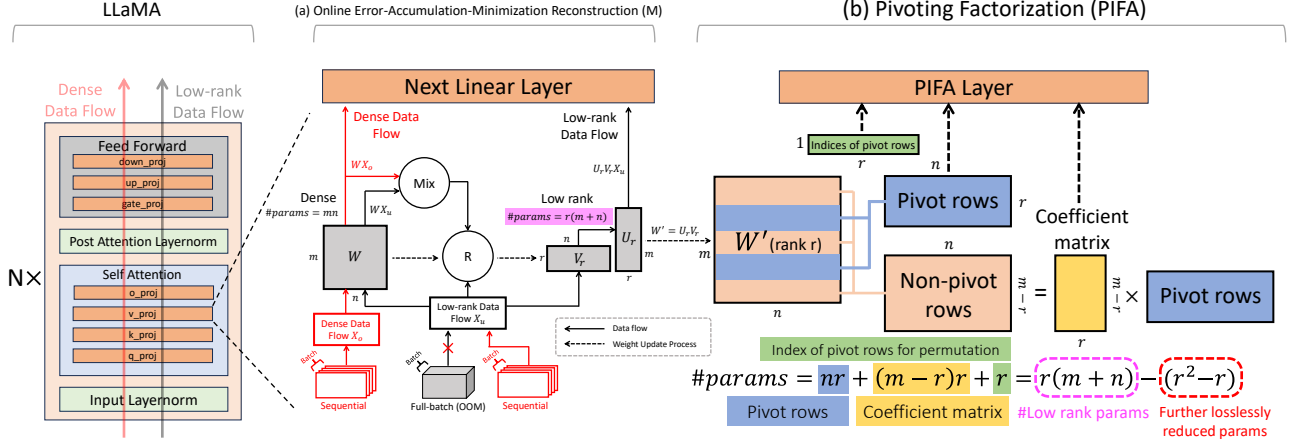 LLaMA
Dense
Data Flow
Low-rank
Data Flow
N×
Feed Forward
down_proj
up_proj
gate_proj
Post Attention Layernorm
Self Attention
o_proj
v_proj
k_proj
q_proj
Input Layernorm
(a) Online Error-Accumulation-Minimization Reconstruction (M)
Next Linear Layer
Dense Data
Flow
Low-rank
Data Flow
WX_o
Mix
U_rV_rX_u
Dense
#params = mn
WX_u
Low rank
#params = r(m + n)
m
W
n
R
n
r
V_r
U_r
m
r
W' = U_rV_r
Dense Data
Flow X_o
Low-rank Data
Flow X_u
Data flow
Weight Update Process
Batch
Sequential
Batch
Full-batch (OOM)
Batch
Sequential
(b) Pivoting Factorization (PIFA)
PIFA Layer
1
Indices of pivot rows
r
n
m
W' (rank r)
n
Pivot rows
r
n
Non-pivot
rows
m − r
=
Coefficient
matrix
r
m − r
×
Pivot rows
Index of pivot rows for permutation
#params = nr + (m − r)r + r = r(m + n) − (r² − r)
Pivot rows
Coefficient matrix
#Low rank params
Further losslessly
reduced params